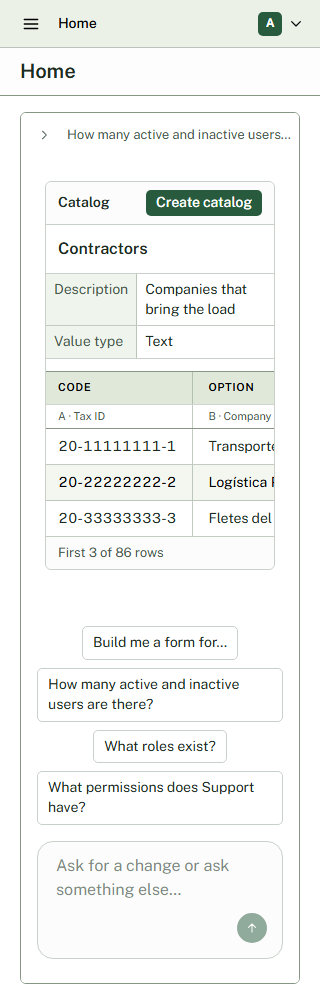 Home
A
Home
How many active and inactive users...
Catalog
Create catalog
Contractors
Description
Companies that
bring the load
Value type
Text
CODE
OPTION
A · Tax ID
B · Company
20-11111111-1
Transporte
20-22222222-2
Logística
20-33333333-3
Fletes del
First 3 of 86 rows
Build me a form for...
How many active and inactive
users are there?
What roles exist?
What permissions does Support
have?
Ask for a change or ask
something else...